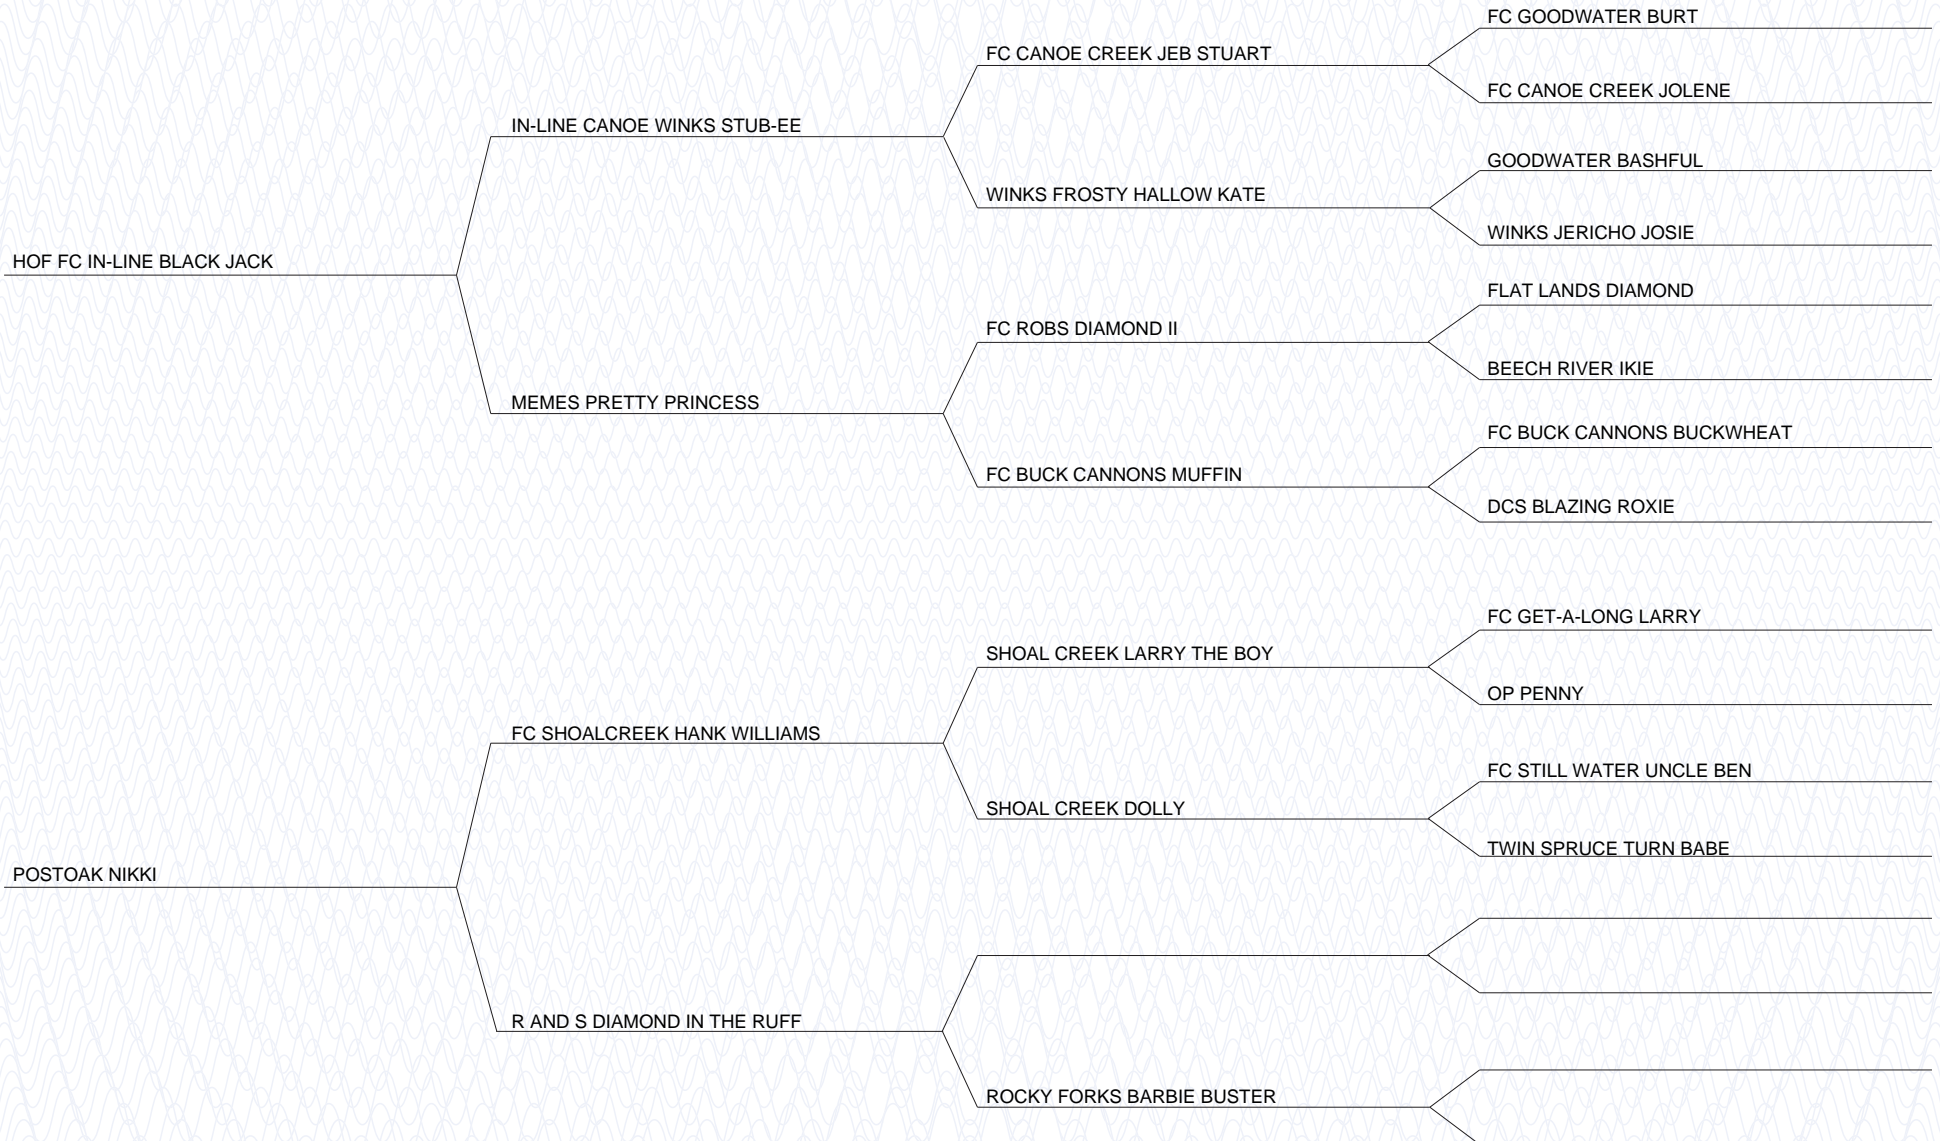 FC GOODWATER BURT
FC CANOE CREEK JEB STUART
FC CANOE CREEK JOLENE
IN-LINE CANOE WINKS STUB-EE
GOODWATER BASHFUL
WINKS FROSTY HALLOW KATE
WINKS JERICHO JOSIE
HOF FC IN-LINE BLACK JACK
FLAT LANDS DIAMOND
FC ROBS DIAMOND II
BEECH RIVER IKIE
MEMES PRETTY PRINCESS
FC BUCK CANNONS BUCKWHEAT
FC BUCK CANNONS MUFFIN
DCS BLAZING ROXIE
FC GET-A-LONG LARRY
SHOAL CREEK LARRY THE BOY
OP PENNY
FC SHOALCREEK HANK WILLIAMS
FC STILL WATER UNCLE BEN
SHOAL CREEK DOLLY
TWIN SPRUCE TURN BABE
POSTOAK NIKKI
R AND S DIAMOND IN THE RUFF
ROCKY FORKS BARBIE BUSTER